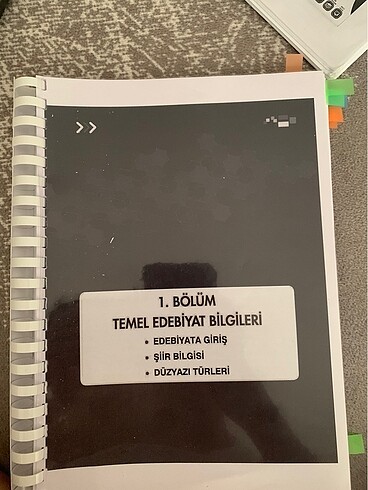 1. BÖLÜM
TEMEL EDEBİYAT BİLGİLERİ
• EDEBİYATA GİRİŞ
• ŞİİR BİLGİSİ
• DÜZYAZI TÜRLERİ